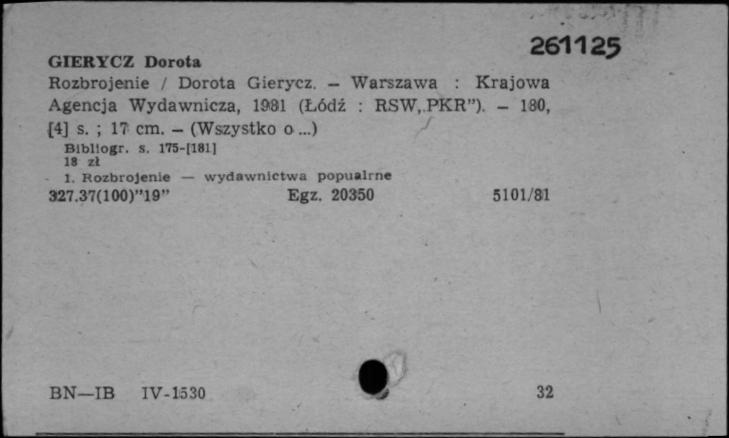 261125
GIERYCZ Dorota
Rozbrojenie / Dorota Gierycz. — Warszawa : Krajowa
Agencja Wydawnicza, 1981 (Łódź : RSW„PKR”). — 180,
[4] s. ; 17 cm. — (Wszystko o ...)
Bibliogr. s. 175-[181]
18 zł
1. Rozbrojenie — wydawnictwa popualrne
327.37(100)”19” Egz. 20350 5101/81
BN—IB IV-1530 32